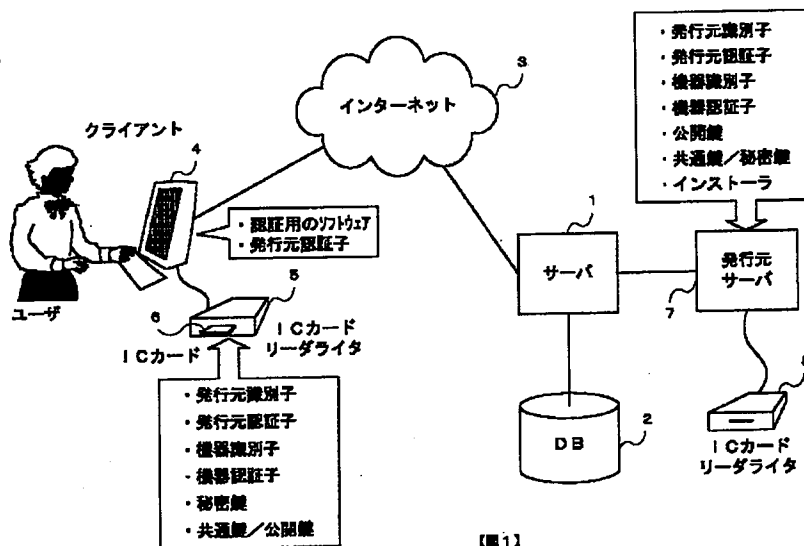 クライアント
4
インターネット
3
・認証用のソフトウェア
・発行元認証子
ユーザ
6
5
ICカード
ICカード
リーダライタ
・発行元識別子
・発行元認証子
・機器識別子
・機器認証子
・秘密鍵
・共通鍵/公開鍵
1
サーバ
DB
2
・発行元識別子
・発行元認証子
・機器識別子
・機器認証子
・公開鍵
・共通鍵/秘密鍵
・インストーラ
発行元
サーバ
7
8
ICカード
リーダライタ
【図1】